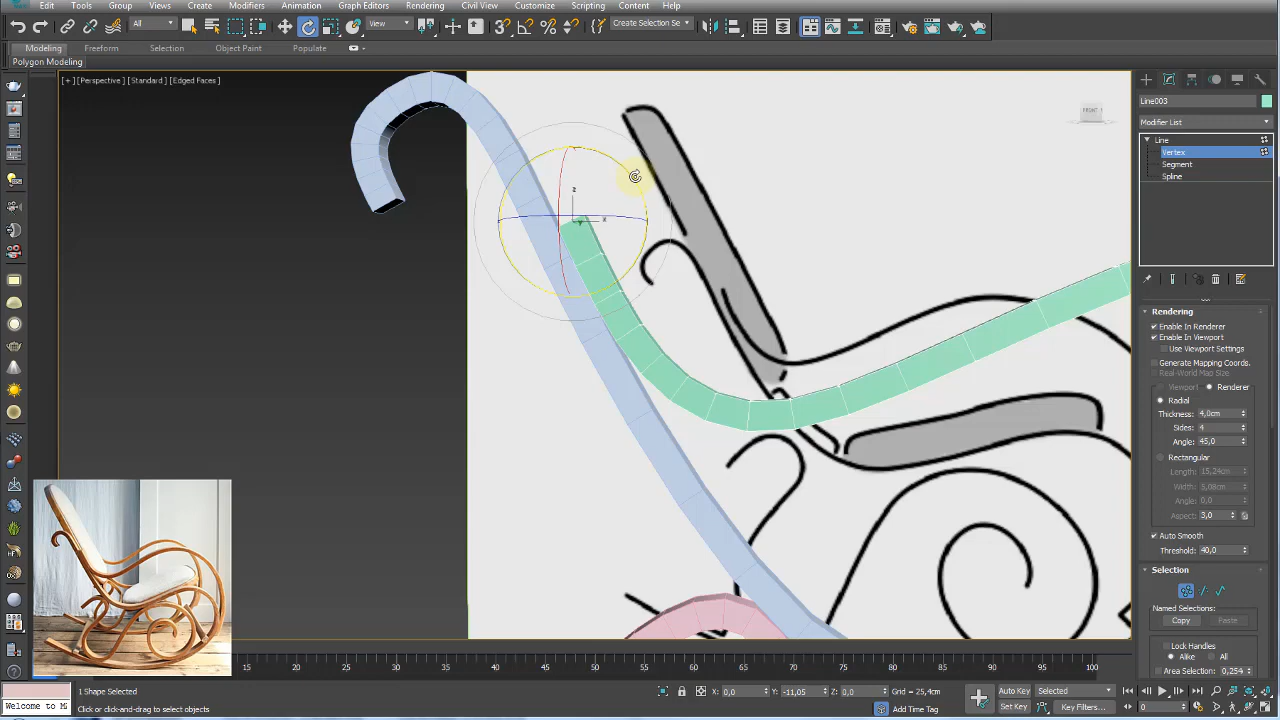 Edit Tools Group Views Create Modifiers Animation Graph Editors Rendering Civil View Customize Scripting Content Help
All View Create Selection Se
Modeling Freeform Selection Object Paint Populate
Polygon Modeling
[+] [Perspective] [Standard] [Edged Faces]
FRONT
z
x
Line003
Modifier List
Line
Vertex
Segment
Spline
Rendering
Enable In Renderer
Enable In Viewport
Use Viewport Settings
Generate Mapping Coords.
Real-World Map Size
Viewport Renderer
Radial
Thickness: 4,0cm
Sides: 4
Angle: 45,0
Rectangular
Length: 15,24cm
Width: 5,08cm
Angle: 0,0
Aspect: 3,0
Auto Smooth
Threshold: 40,0
Selection
Named Selections:
Copy Paste
Lock Handles
Alike All
Area Selection: 0,254
25 30 35 40 45 50 55 60 65 70 75 80 85 90 95 100
1 Shape Selected X: 0,0 Y: -11,05 Z: 0,0 Grid = 25,4cm Auto Key Selected
Welcome to M Click or click-and-drag to select objects Add Time Tag Set Key Key Filters... 0